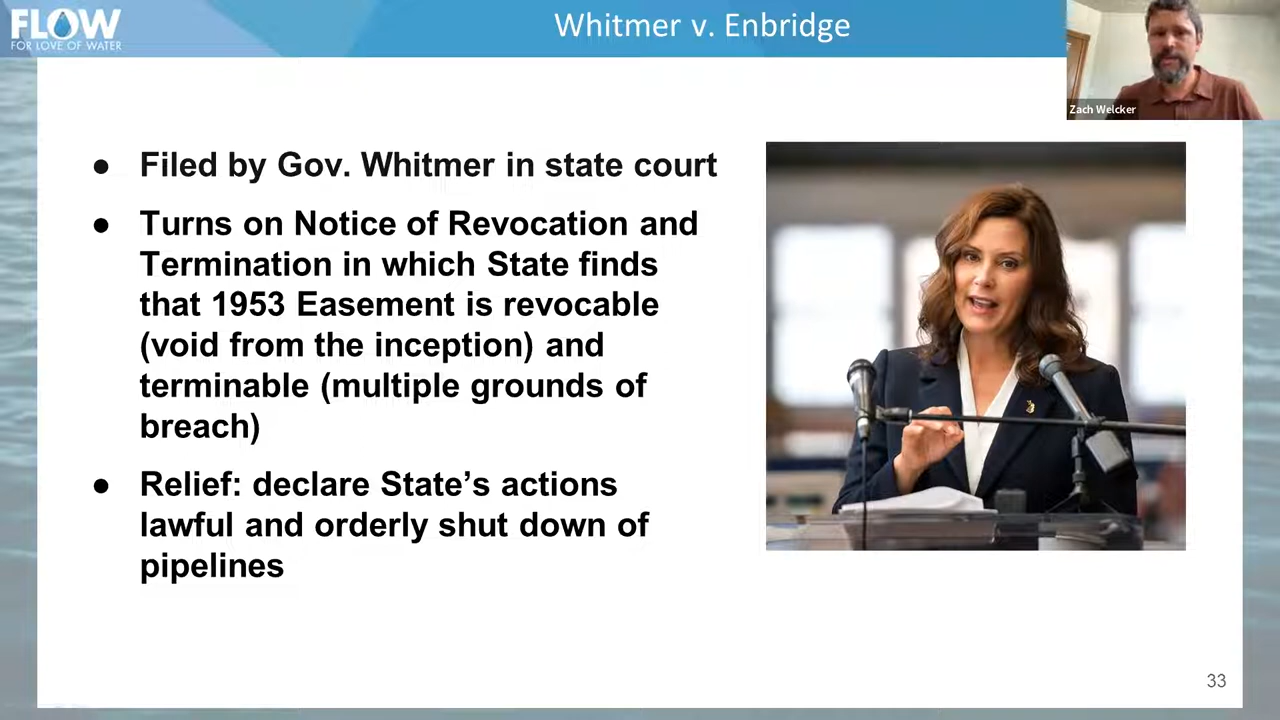 FLOW
FOR LOVE OF WATER
Whitmer v. Enbridge
Zach Welcker
● Filed by Gov. Whitmer in state court
● Turns on Notice of Revocation and
Termination in which State finds
that 1953 Easement is revocable
(void from the inception) and
terminable (multiple grounds of
breach)
● Relief: declare State’s actions
lawful and orderly shut down of
pipelines
33